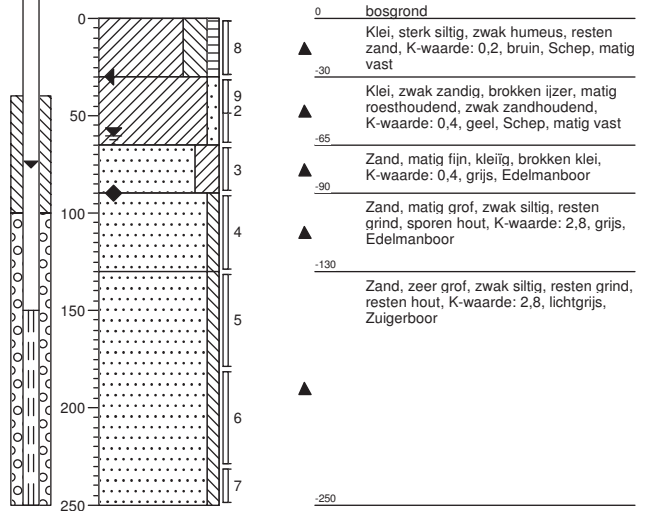 0
50
100
150
200
250
8
9
2
3
4
5
6
7
0 bosgrond
Klei, sterk siltig, zwak humeus, resten
zand, K-waarde: 0,2, bruin, Schep, matig
vast
-30
Klei, zwak zandig, brokken ijzer, matig
roesthoudend, zwak zandhoudend,
K-waarde: 0,4, geel, Schep, matig vast
-65
Zand, matig fijn, kleiïg, brokken klei,
K-waarde: 0,4, grijs, Edelmanboor
-90
Zand, matig grof, zwak siltig, resten
grind, sporen hout, K-waarde: 2,8, grijs,
Edelmanboor
-130
Zand, zeer grof, zwak siltig, resten grind,
resten hout, K-waarde: 2,8, lichtgrijs,
Zuigerboor
-250